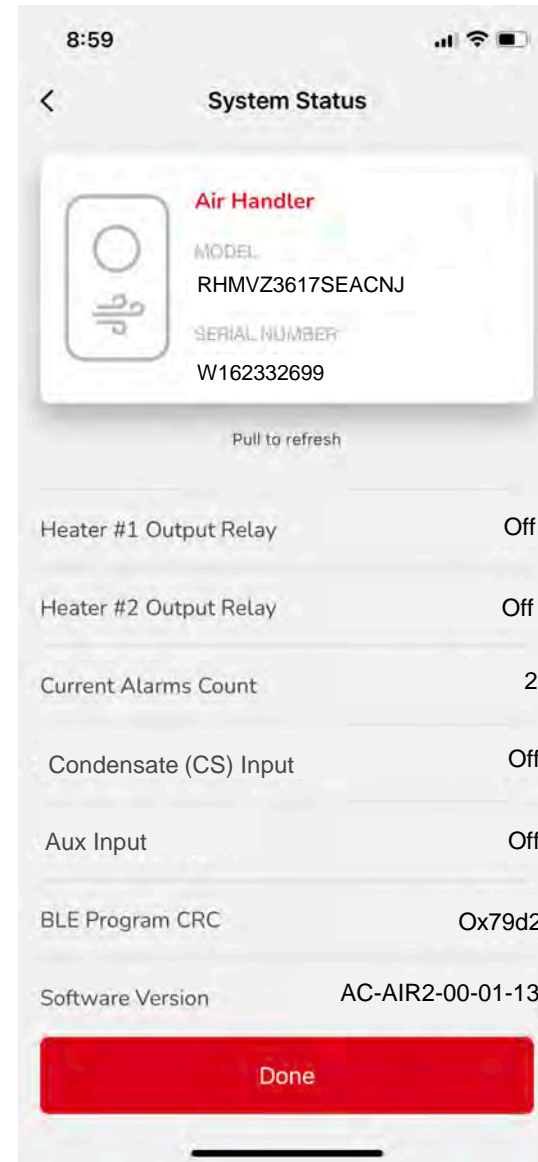 8:59
System Status
Air Handler
MODEL
RHMVZ3617SEACNJ
SERIAL NUMBER
W162332699
Pull to refresh
Heater #1 Output Relay Off
Heater #2 Output Relay Off
Current Alarms Count 2
Condensate (CS) Input Off
Aux Input Off
BLE Program CRC Ox79d2
Software Version AC-AIR2-00-01-13
Done